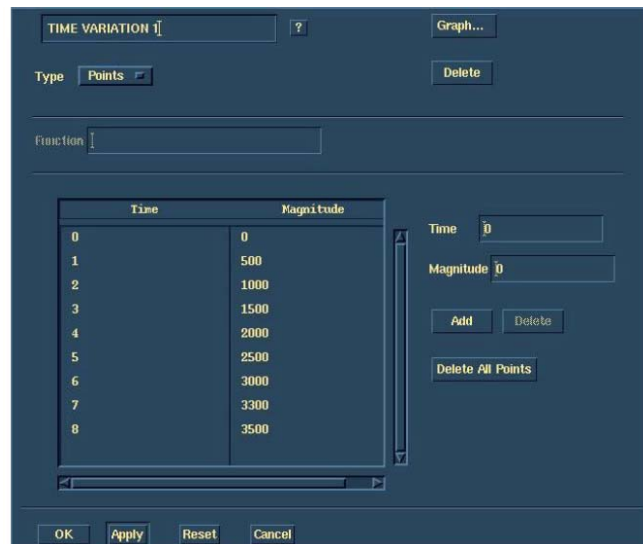 TIME VARIATION 1 ? Graph...
Type Points Delete
Function
Time Magnitude
0 0
1 500
2 1000
3 1500
4 2000
5 2500
6 3000
7 3300
8 3500
Time 0
Magnitude 0
Add Delete
Delete All Points
OK Apply Reset Cancel